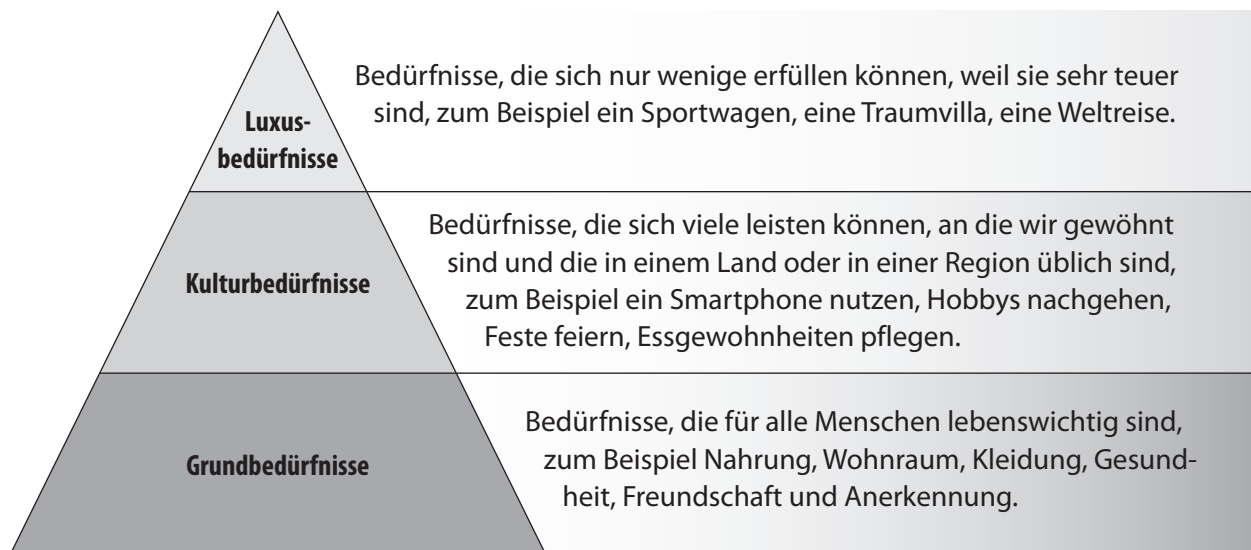 Luxus-
bedürfnisse
Bedürfnisse, die sich nur wenige erfüllen können, weil sie sehr teuer
sind, zum Beispiel ein Sportwagen, eine Traumvilla, eine Weltreise.
Kulturbedürfnisse
Bedürfnisse, die sich viele leisten können, an die wir gewöhnt
sind und die in einem Land oder in einer Region üblich sind,
zum Beispiel ein Smartphone nutzen, Hobbys nachgehen,
Feste feiern, Essgewohnheiten pflegen.
Grundbedürfnisse
Bedürfnisse, die für alle Menschen lebenswichtig sind,
zum Beispiel Nahrung, Wohnraum, Kleidung, Gesund-
heit, Freundschaft und Anerkennung.